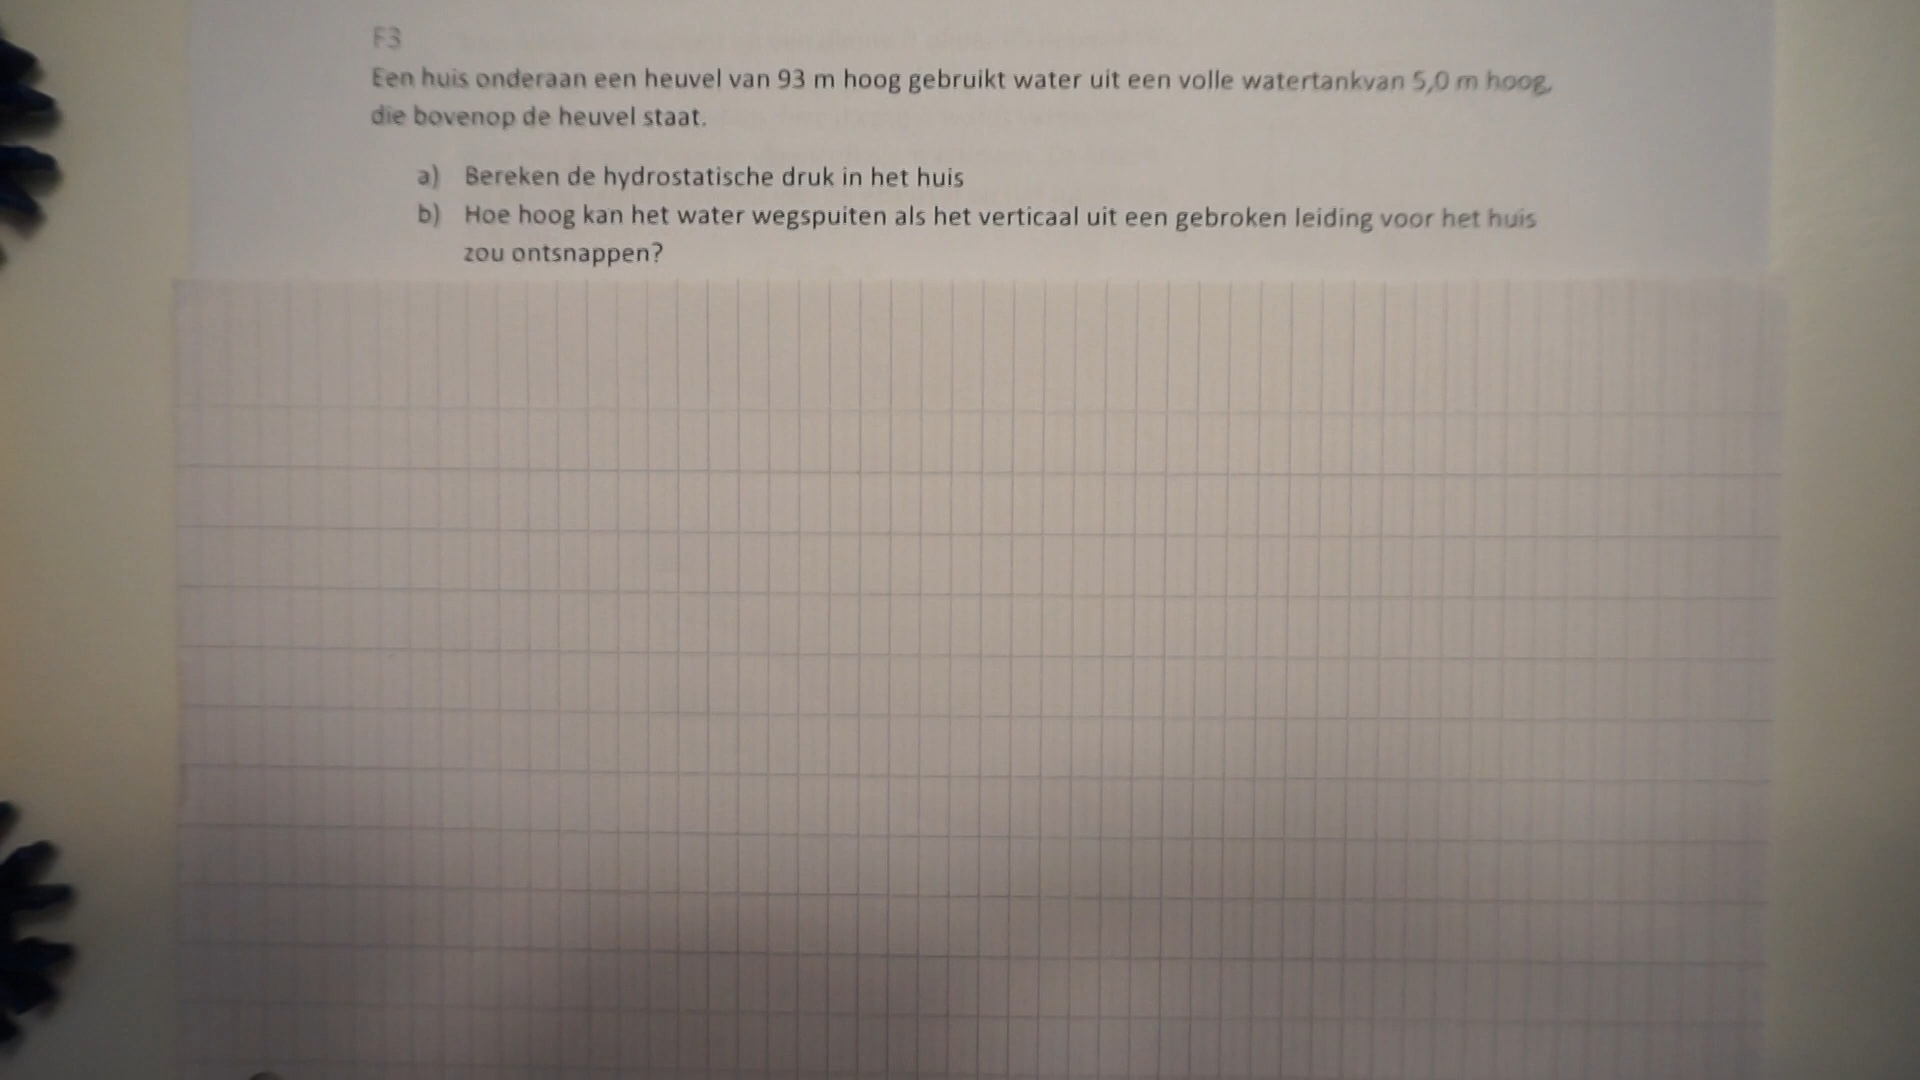 F3
Een huis onderaan een heuvel van 93 m hoog gebruikt water uit een volle watertankvan 5,0 m hoog,
die bovenop de heuvel staat.
a) Bereken de hydrostatische druk in het huis
b) Hoe hoog kan het water wegspuiten als het verticaal uit een gebroken leiding voor het huis
zou ontsnappen?